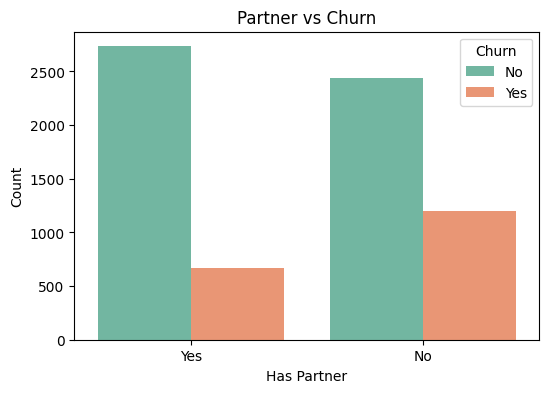 Partner vs Churn
Churn
No
Yes
2500
2000
1500
1000
500
0
Count
Yes
No
Has Partner